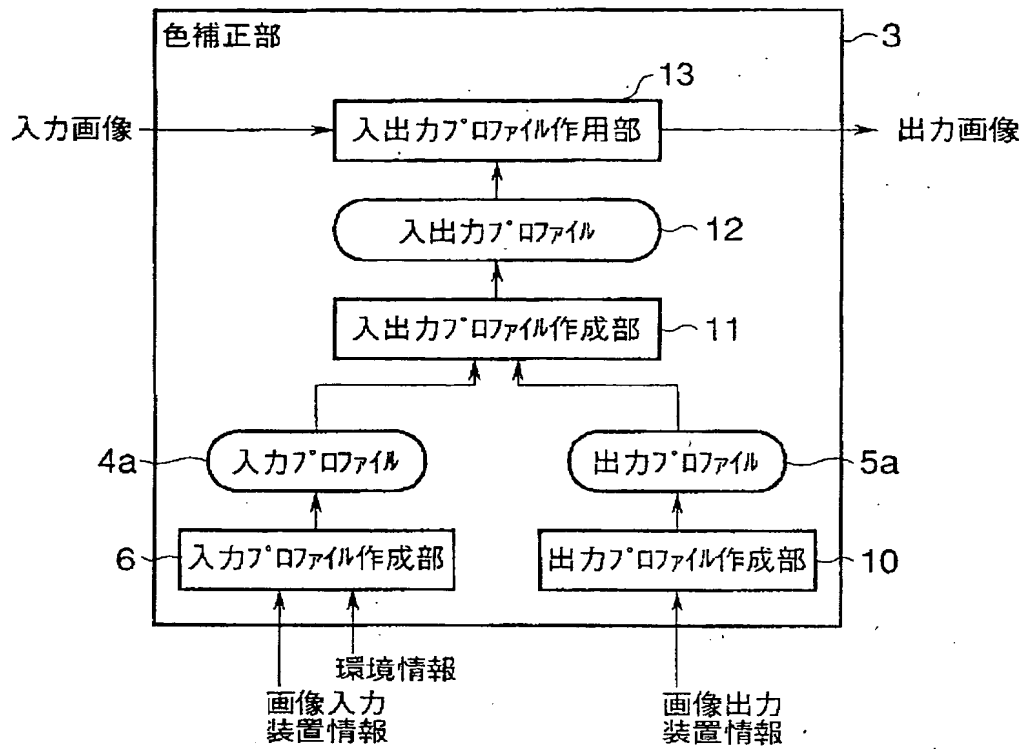 色補正部
3
13
入力画像
入出力プロファイル作用部
出力画像
入出力プロファイル
12
入出力プロファイル作成部
11
4a
入力プロファイル
出力プロファイル
5a
6
入力プロファイル作成部
出力プロファイル作成部
10
環境情報
画像入力
装置情報
画像出力
装置情報